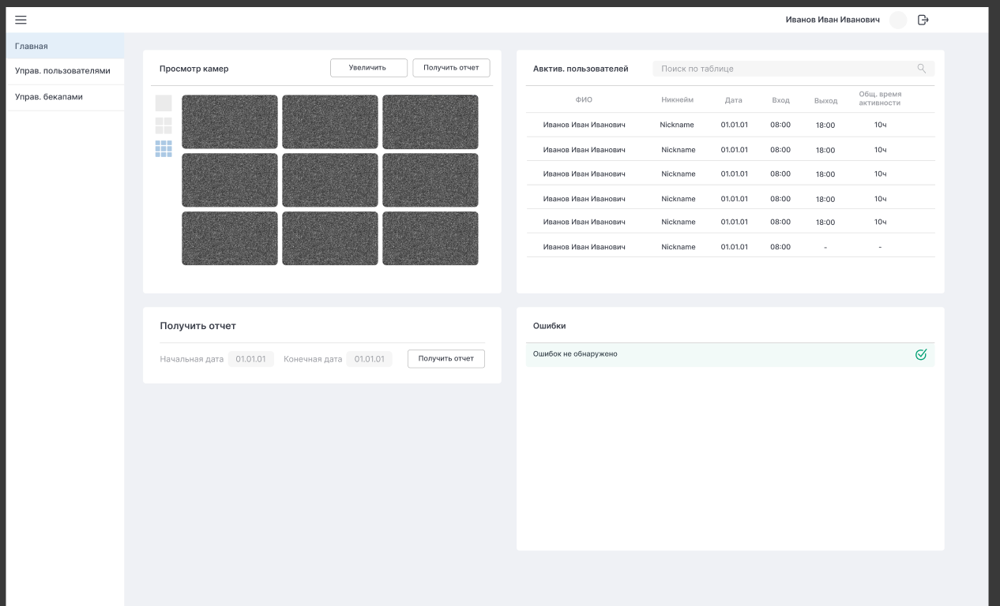 Иванов Иван Иванович
Главная
Управ. пользователями
Управ. бекапами
Просмотр камер
Увеличить
Получить отчет
Авктив. пользователей
Поиск по таблице
ФИО Никнейм Дата Вход Выход Общ. время
активности
Иванов Иван Иванович Nickname 01.01.01 08:00 18:00 10ч
Иванов Иван Иванович Nickname 01.01.01 08:00 18:00 10ч
Иванов Иван Иванович Nickname 01.01.01 08:00 18:00 10ч
Иванов Иван Иванович Nickname 01.01.01 08:00 18:00 10ч
Иванов Иван Иванович Nickname 01.01.01 08:00 18:00 10ч
Иванов Иван Иванович Nickname 01.01.01 08:00 - -
Получить отчет
Начальная дата 01.01.01 Конечная дата 01.01.01 Получить отчет
Ошибки
Ошибок не обнаружено